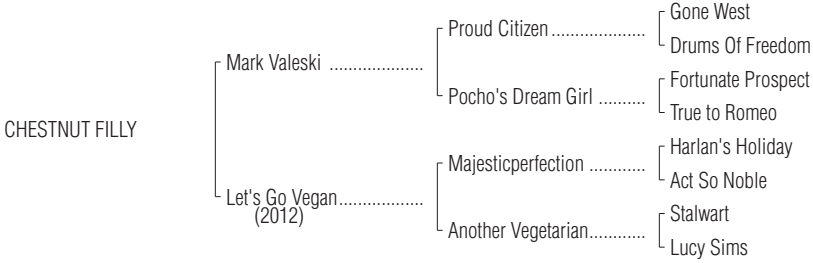 Gone West
Proud Citizen....................
Drums Of Freedom
Mark Valeski ....................
Fortunate Prospect
Pocho's Dream Girl ..........
True to Romeo
CHESTNUT FILLY
Harlan's Holiday
Majesticperfection ............
Act So Noble
Let's Go Vegan..................
(2012)
Stalwart
Another Vegetarian............
Lucy Sims